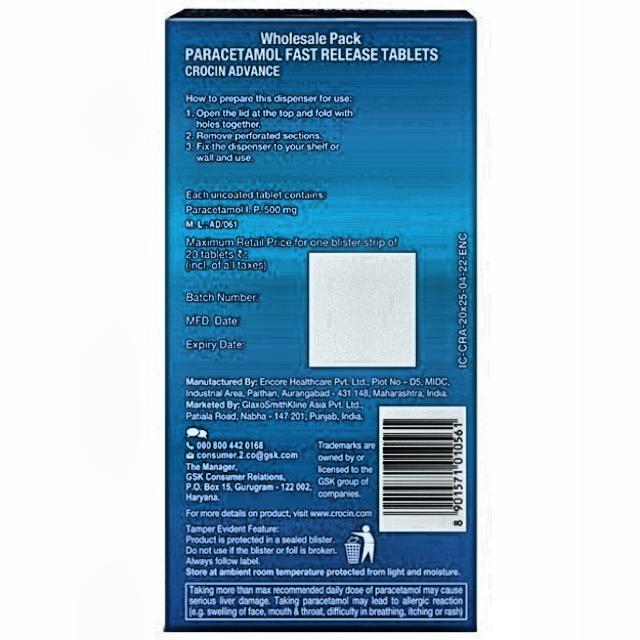 Wholesale Pack
PARACETAMOL FAST RELEASE TABLETS
CROCIN ADVANCE
How to prepare this dispenser for use:
1. Open the lid at the top and fold with
holes together.
2. Remove perforated sections.
3. Fix the dispenser to your shelf or
wall and use.
Each uncoated tablet contains:
Paracetamol I. P. 500 mg
M. L.: AD/061
Maximum Retail Price for one blister strip of
20 tablets ₹:
(incl. of all taxes)
Batch Number:
MFD. Date:
Expiry Date:
IC-CRA-20x25-04-22-ENC
Manufactured By: Encore Healthcare Pvt. Ltd., Plot No - D5, MIDC,
Industrial Area, Paithan, Aurangabad - 431 148, Maharashtra, India.
Marketed By: GlaxoSmithKline Asia Pvt. Ltd.,
Patiala Road, Nabha - 147 201, Punjab, India.
000 800 442 0168
consumer.2.co@gsk.com
The Manager,
GSK Consumer Relations,
P.O. Box 15, Gurugram - 122 002,
Haryana.
Trademarks are
owned by or
licensed to the
GSK group of
companies.
8 901571 010561
For more details on product, visit www.crocin.com
Tamper Evident Feature:
Product is protected in a sealed blister.
Do not use if the blister or foil is broken.
Always follow label.
Store at ambient room temperature protected from light and moisture.
Taking more than max recommended daily dose of paracetamol may cause
serious liver damage. Taking paracetamol may lead to allergic reaction
(e.g. swelling of face, mouth & throat, difficulty in breathing, itching or rash)